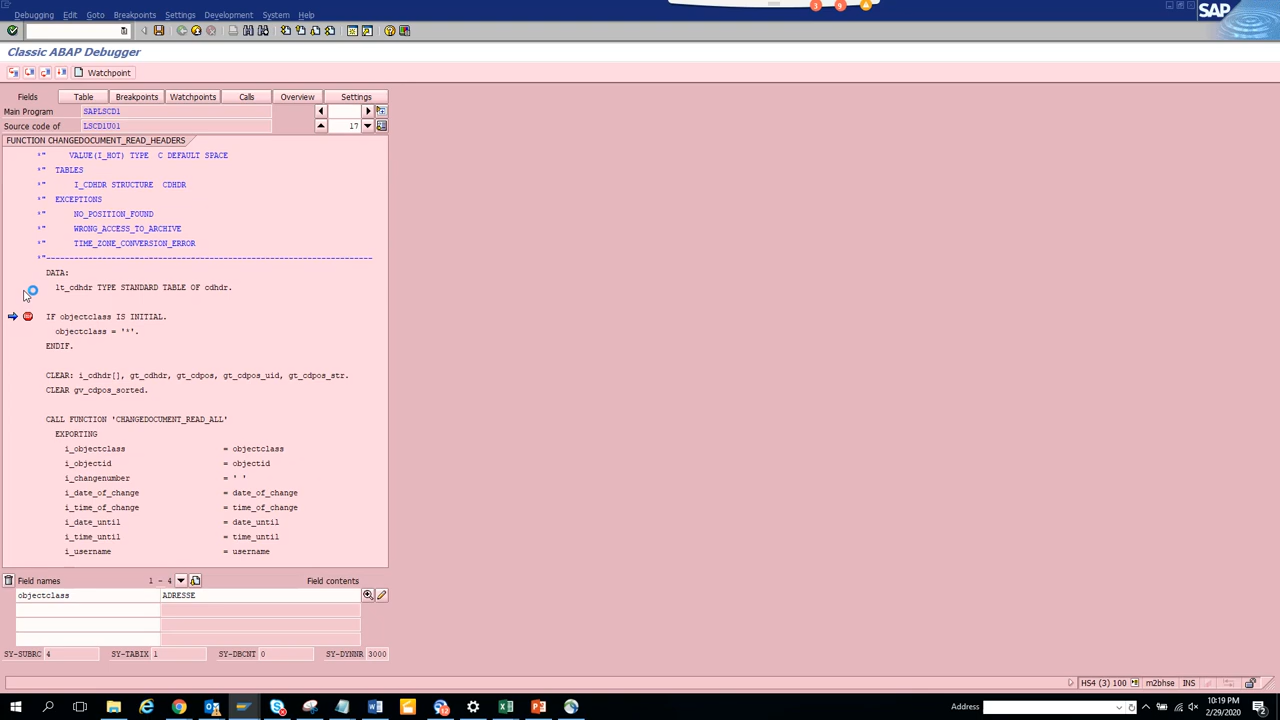 Debugging Edit Goto Breakpoints Settings Development System Help
3 9
SAP
Classic ABAP Debugger
Watchpoint
Fields Table Breakpoints Watchpoints Calls Overview Settings
Main Program SAPLSCD1
Source code of LSCD1U01 17
FUNCTION CHANGEDOCUMENT_READ_HEADERS
*" VALUE(I_HOT) TYPE C DEFAULT SPACE
*" TABLES
*" I_CDHDR STRUCTURE CDHDR
*" EXCEPTIONS
*" NO_POSITION_FOUND
*" WRONG_ACCESS_TO_ARCHIVE
*" TIME_ZONE_CONVERSION_ERROR
*"----------------------------------------------------------------------
DATA:
lt_cdhdr TYPE STANDARD TABLE OF cdhdr.
IF objectclass IS INITIAL.
objectclass = '*'.
ENDIF.
CLEAR: i_cdhdr[], gt_cdhdr, gt_cdpos, gt_cdpos_uid, gt_cdpos_str.
CLEAR gv_cdpos_sorted.
CALL FUNCTION 'CHANGEDOCUMENT_READ_ALL'
EXPORTING
i_objectclass = objectclass
i_objectid = objectid
i_changenumber = ' '
i_date_of_change = date_of_change
i_time_of_change = time_of_change
i_date_until = date_until
i_time_until = time_until
i_username = username
Field names 1 - 4 Field contents
objectclass ADRESSE
SY-SUBRC 4 SY-TABIX 1 SY-DBCNT 0 SY-DYNNR 3000
HS4 (3) 100 m2bhse INS
Address
10:19 PM
2/29/2020